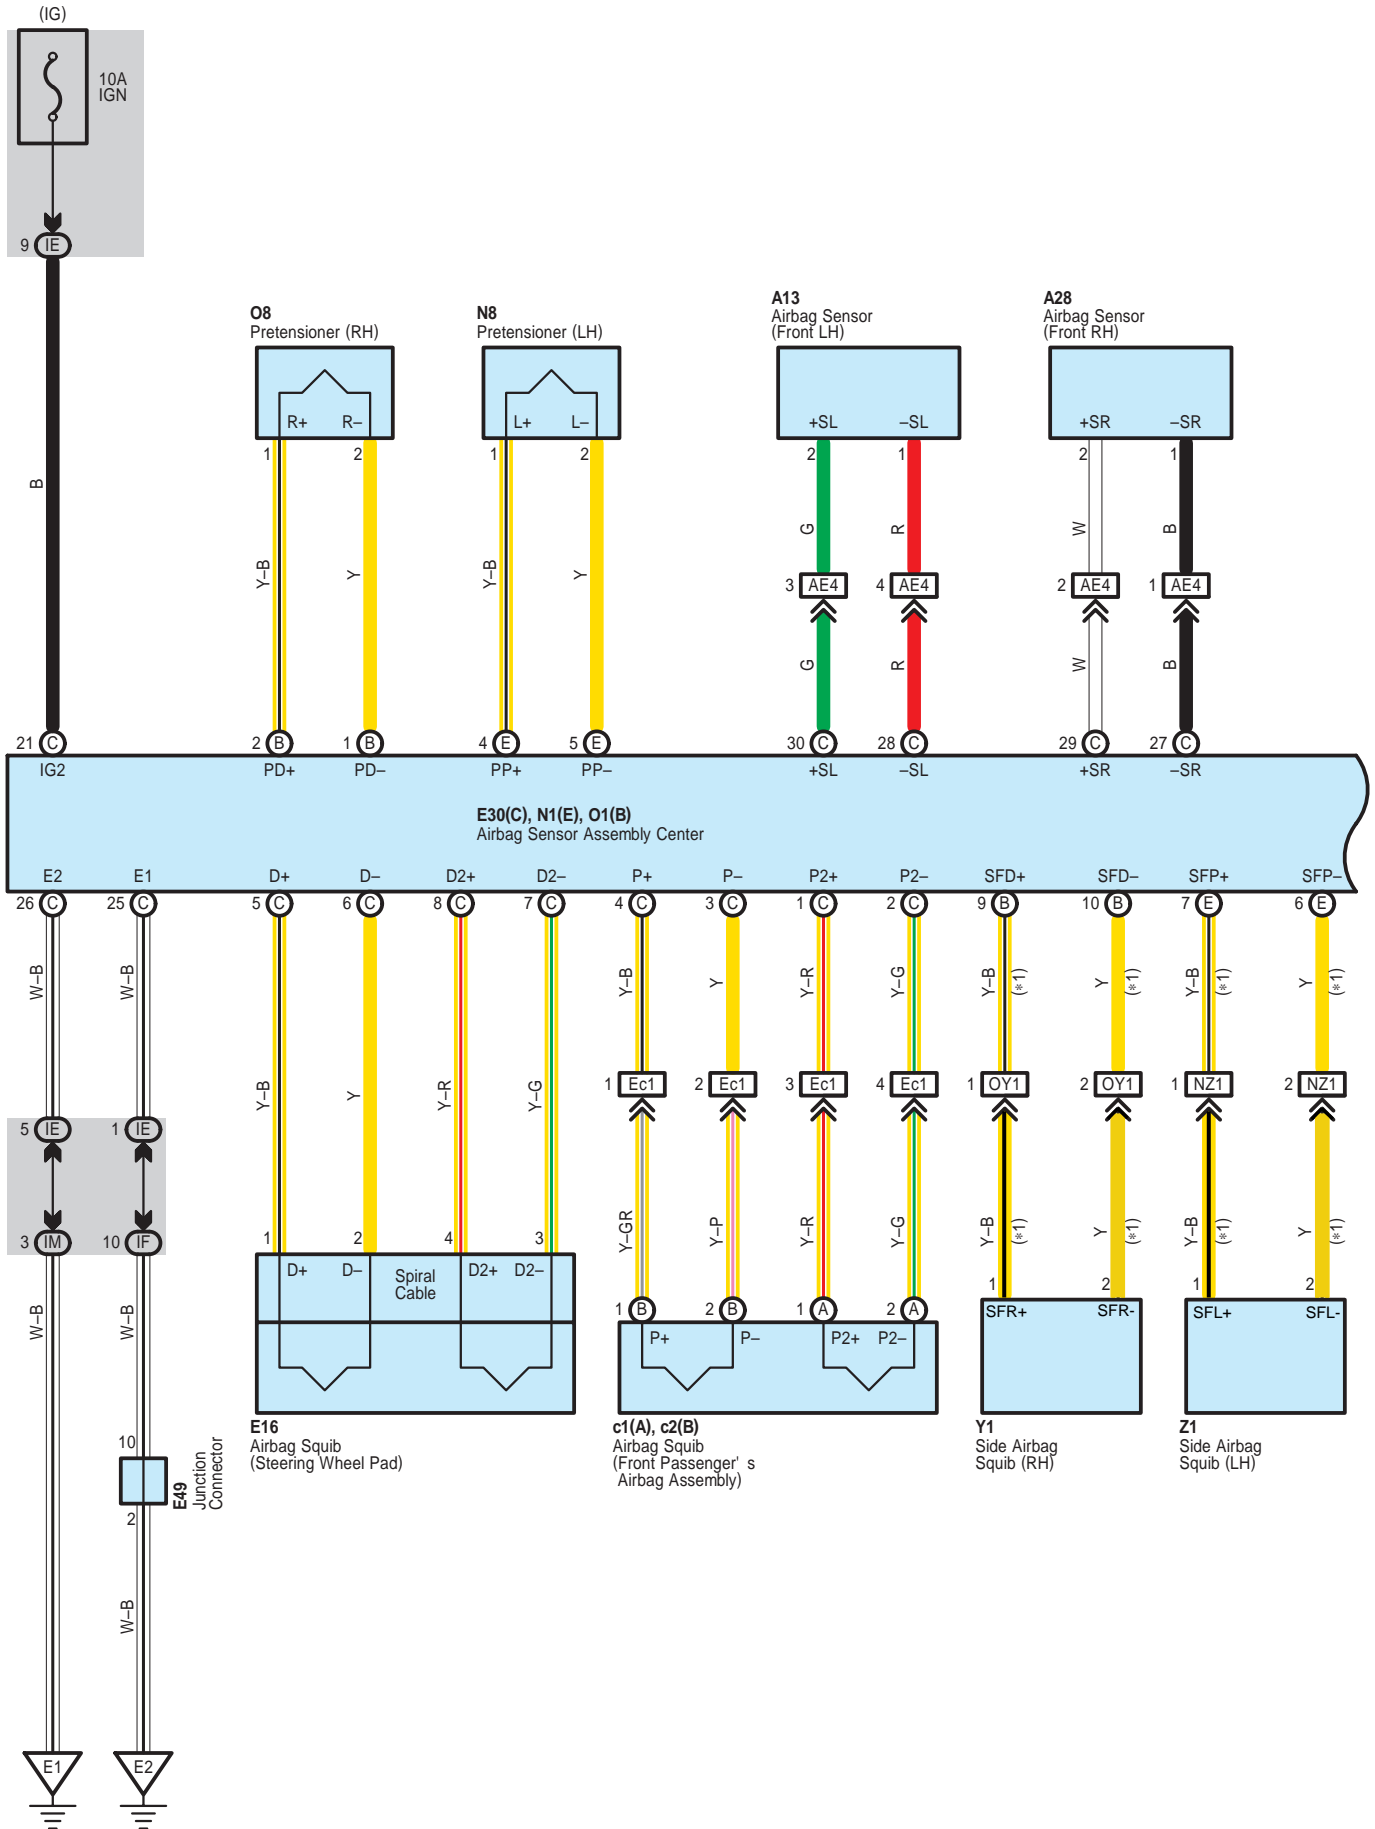 (IG)
10A
IGN
9 IE
B
O8
Pretensioner (RH)
R+ R–
1 2
Y–B Y
N8
Pretensioner (LH)
L+ L–
1 2
Y–B Y
A13
Airbag Sensor
(Front LH)
+SL –SL
2 1
G R
3 AE4 4 AE4
G R
A28
Airbag Sensor
(Front RH)
+SR –SR
2 1
W B
2 AE4 1 AE4
W B
21 C 2 B 1 B 4 E 5 E 30 C 28 C 29 C 27 C
IG2 PD+ PD– PP+ PP– +SL –SL +SR –SR
E30(C), N1(E), O1(B)
Airbag Sensor Assembly Center
E2 E1 D+ D– D2+ D2– P+ P– P2+ P2– SFD+ SFD– SFP+ SFP–
26 C 25 C 5 C 6 C 8 C 7 C 4 C 3 C 1 C 2 C 9 B 10 B 7 E 6 E
W–B W–B Y–B Y Y–R Y–G Y–B (*1) Y (*1) Y–B (*1) Y (*1)
Y–B Y Y–R Y–G
1 Ec1 2 Ec1 3 Ec1 4 Ec1 1 OY1 2 OY1 1 NZ1 2 NZ1
5 IE 1 IE
3 IM 10 IF
Y–GR Y–P Y–R Y–G Y–B (*1) Y (*1) Y–B (*1) Y (*1)
1 2 4 3
D+ D– Spiral D2+ D2–
Cable
1 B 2 B 1 A 2 A
P+ P– P2+ P2–
1 2 1 2
SFR+ SFR- SFL+ SFL-
W–B W–B
E16
Airbag Squib
(Steering Wheel Pad)
c1(A), c2(B)
Airbag Squib
(Front Passenger' s
Airbag Assembly)
Y1
Side Airbag
Squib (RH)
Z1
Side Airbag
Squib (LH)
10
E49
Junction
Connector
2
W–B
E1 E2